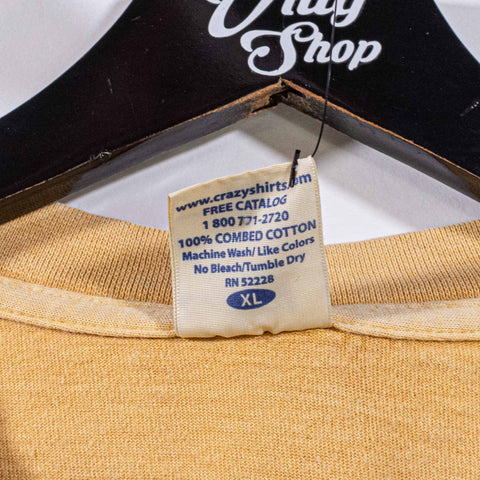 Shop
www.crazyshirts.com
FREE CATALOG
1 800 771-2720
100% COMBED COTTON
Machine Wash/ Like Colors
No Bleach/Tumble Dry
RN 52228
XL